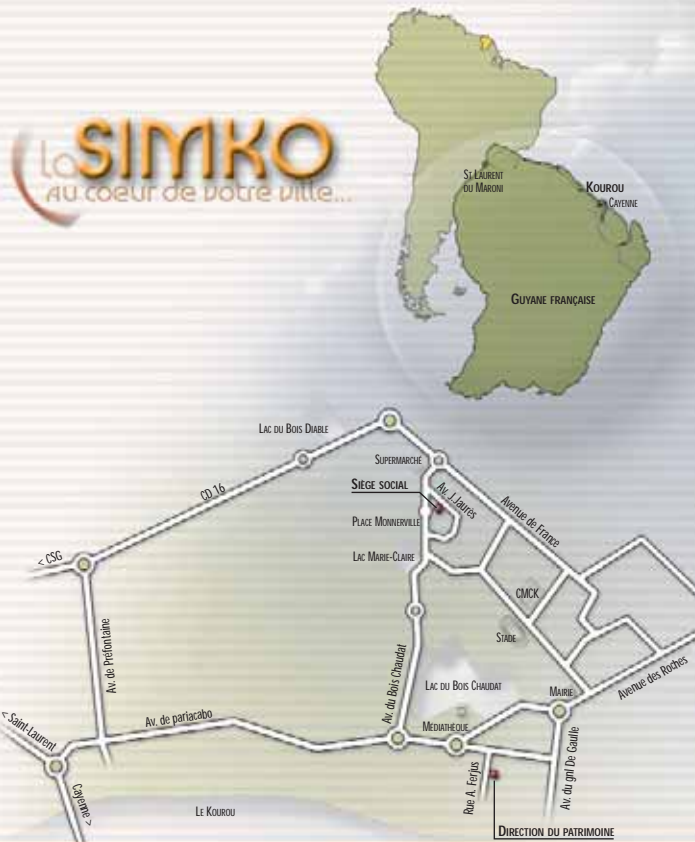 la SIMKO
AU COEUR DE VOTRE VILLE...
ST LAURENT
DU MARONI
KOUROU
CAYENNE
GUYANE FRANÇAISE
LAC DU BOIS DIABLE
SUPERMARCHÉ
CD 16
SIÈGE SOCIAL
Av. J.Jaurès
Avenue de France
PLACE MONNERVILLE
< CSG
LAC MARIE-CLAIRE
CMCK
Av. de Préfontaine
STADE
Av. du Bois Chaudat
LAC DU BOIS CHAUDAT
MAIRIE
Avenue des Roches
< Saint-Laurent
Av. de pariacabo
MÉDIATHÈQUE
Cayenne >
Rue A. Ferjus
Av. du gnl De Gaulle
LE KOUROU
DIRECTION DU PATRIMOINE